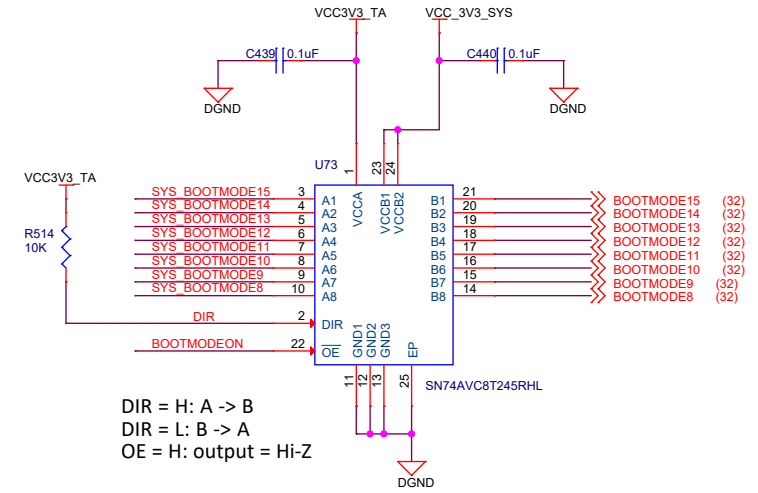 VCC3V3_TA
VCC_3V3_SYS
C439 0.1uF
C440 0.1uF
DGND
DGND
U73
1
23
24
VCC3V3_TA
R514
10K
SYS_BOOTMODE15 3 A1
SYS_BOOTMODE14 4 A2
SYS_BOOTMODE13 5 A3
SYS_BOOTMODE12 6 A4
SYS_BOOTMODE11 7 A5
SYS_BOOTMODE10 8 A6
SYS_BOOTMODE9 9 A7
SYS_BOOTMODE8 10 A8
DIR 2 DIR
BOOTMODEON 22 OE
VCCA
VCCB1
VCCB2
B1 21 BOOTMODE15 (32)
B2 20 BOOTMODE14 (32)
B3 19 BOOTMODE13 (32)
B4 18 BOOTMODE12 (32)
B5 17 BOOTMODE11 (32)
B6 16 BOOTMODE10 (32)
B7 15 BOOTMODE9 (32)
B8 14 BOOTMODE8 (32)
GND1
GND2
GND3
EP
11
12
13
25
SN74AVC8T245RHL
DIR = H: A -> B
DIR = L: B -> A
OE = H: output = Hi-Z
DGND